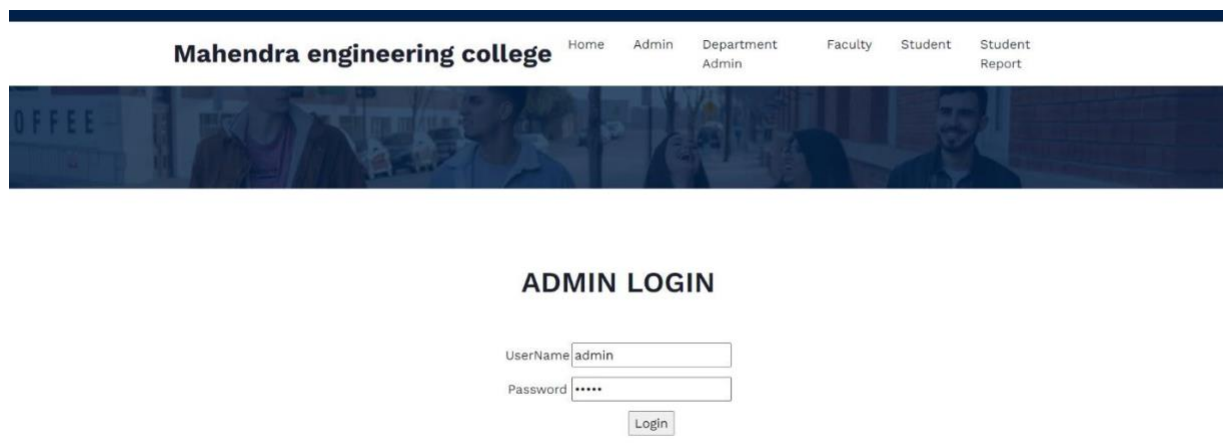 Mahendra engineering college
Home Admin Department Admin Faculty Student Student Report
OFFEE
ADMIN LOGIN
UserName admin
Password •••••
Login